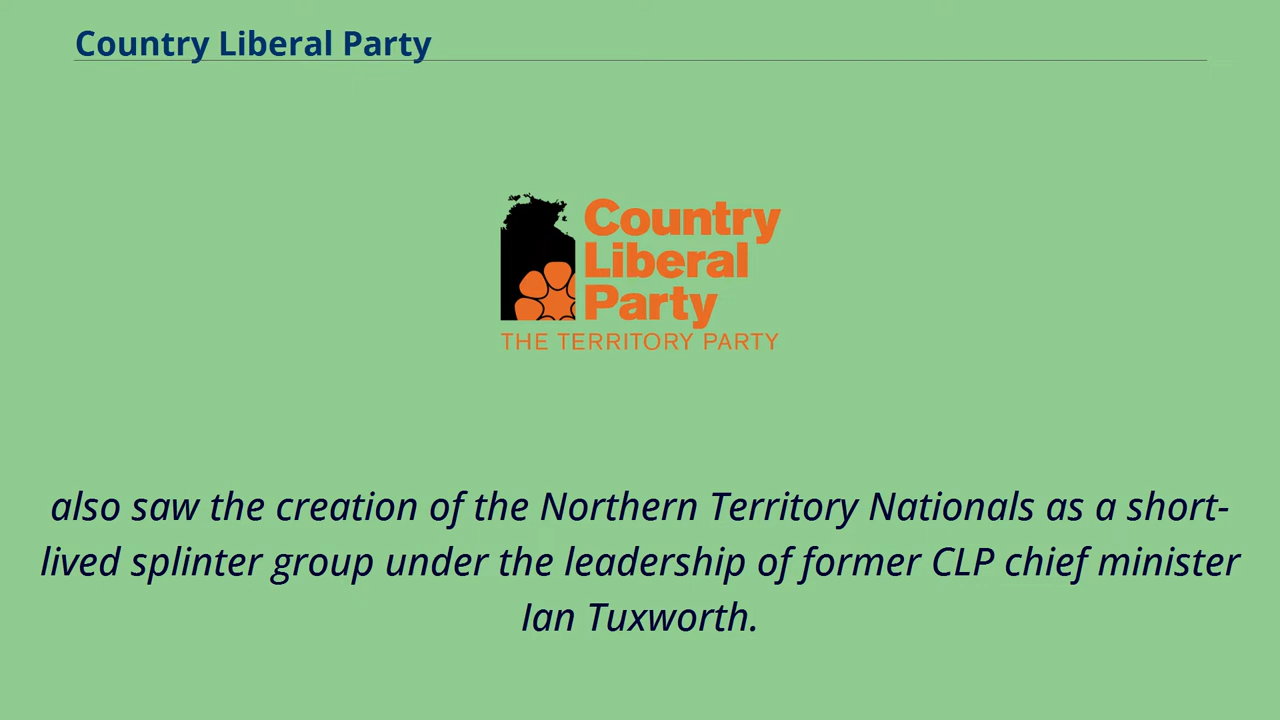 Country Liberal Party
Country
Liberal
Party
THE TERRITORY PARTY
also saw the creation of the Northern Territory Nationals as a short-
lived splinter group under the leadership of former CLP chief minister
Ian Tuxworth.